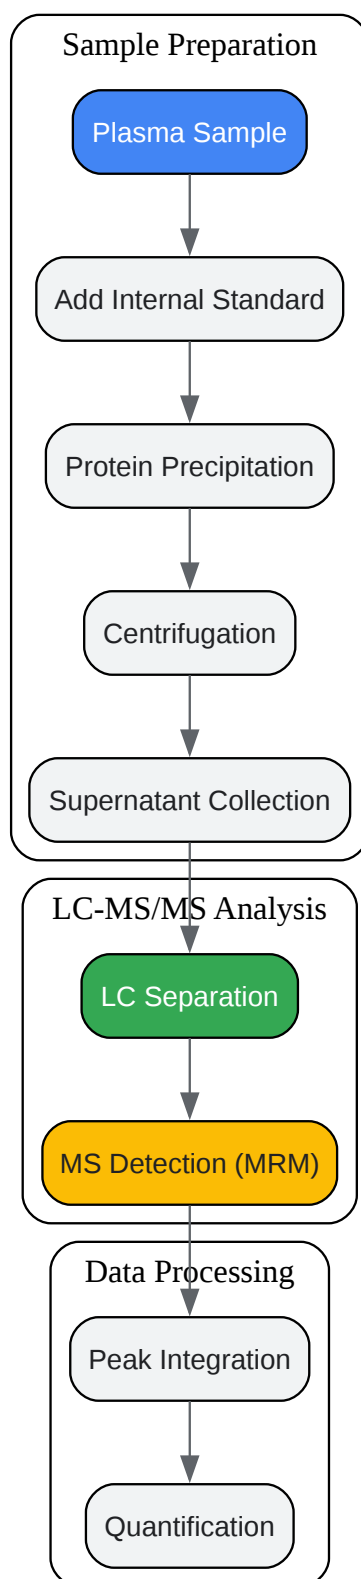 Sample Preparation
Plasma Sample
Add Internal Standard
Protein Precipitation
Centrifugation
Supernatant Collection
LC-MS/MS Analysis
LC Separation
MS Detection (MRM)
Data Processing
Peak Integration
Quantification